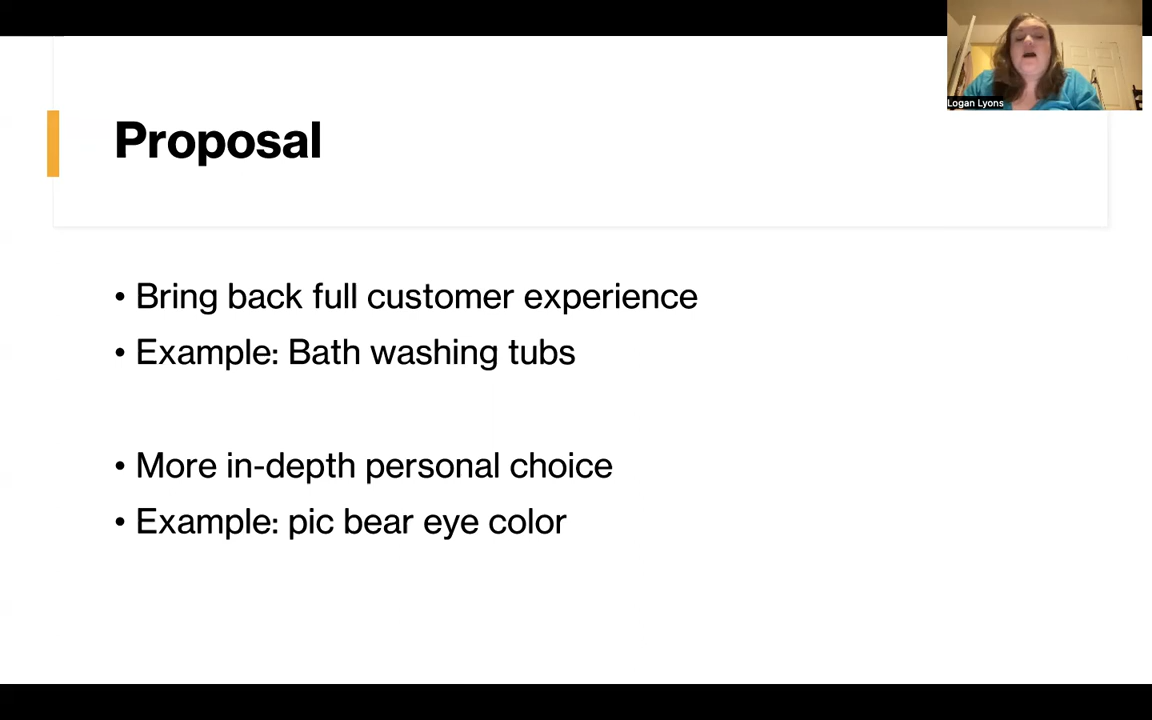 Logan Lyons
Proposal
• Bring back full customer experience
• Example: Bath washing tubs
• More in-depth personal choice
• Example: pic bear eye color